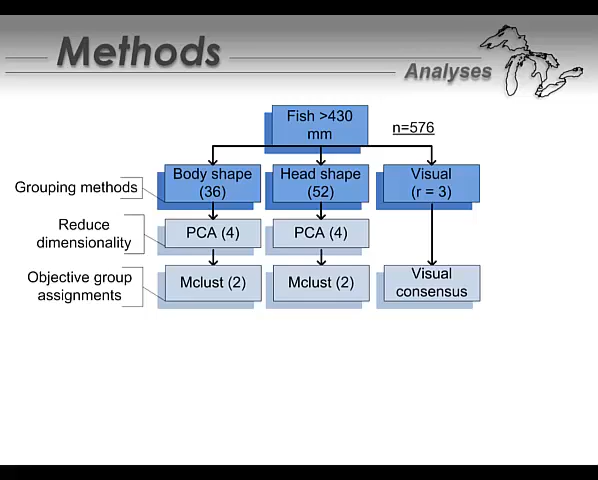 Methods
Analyses
Fish >430
mm
n=576
Grouping methods
Body shape
(36)
Head shape
(52)
Visual
(r = 3)
Reduce
dimensionality
PCA (4)
PCA (4)
Objective group
assignments
Mclust (2)
Mclust (2)
Visual
consensus